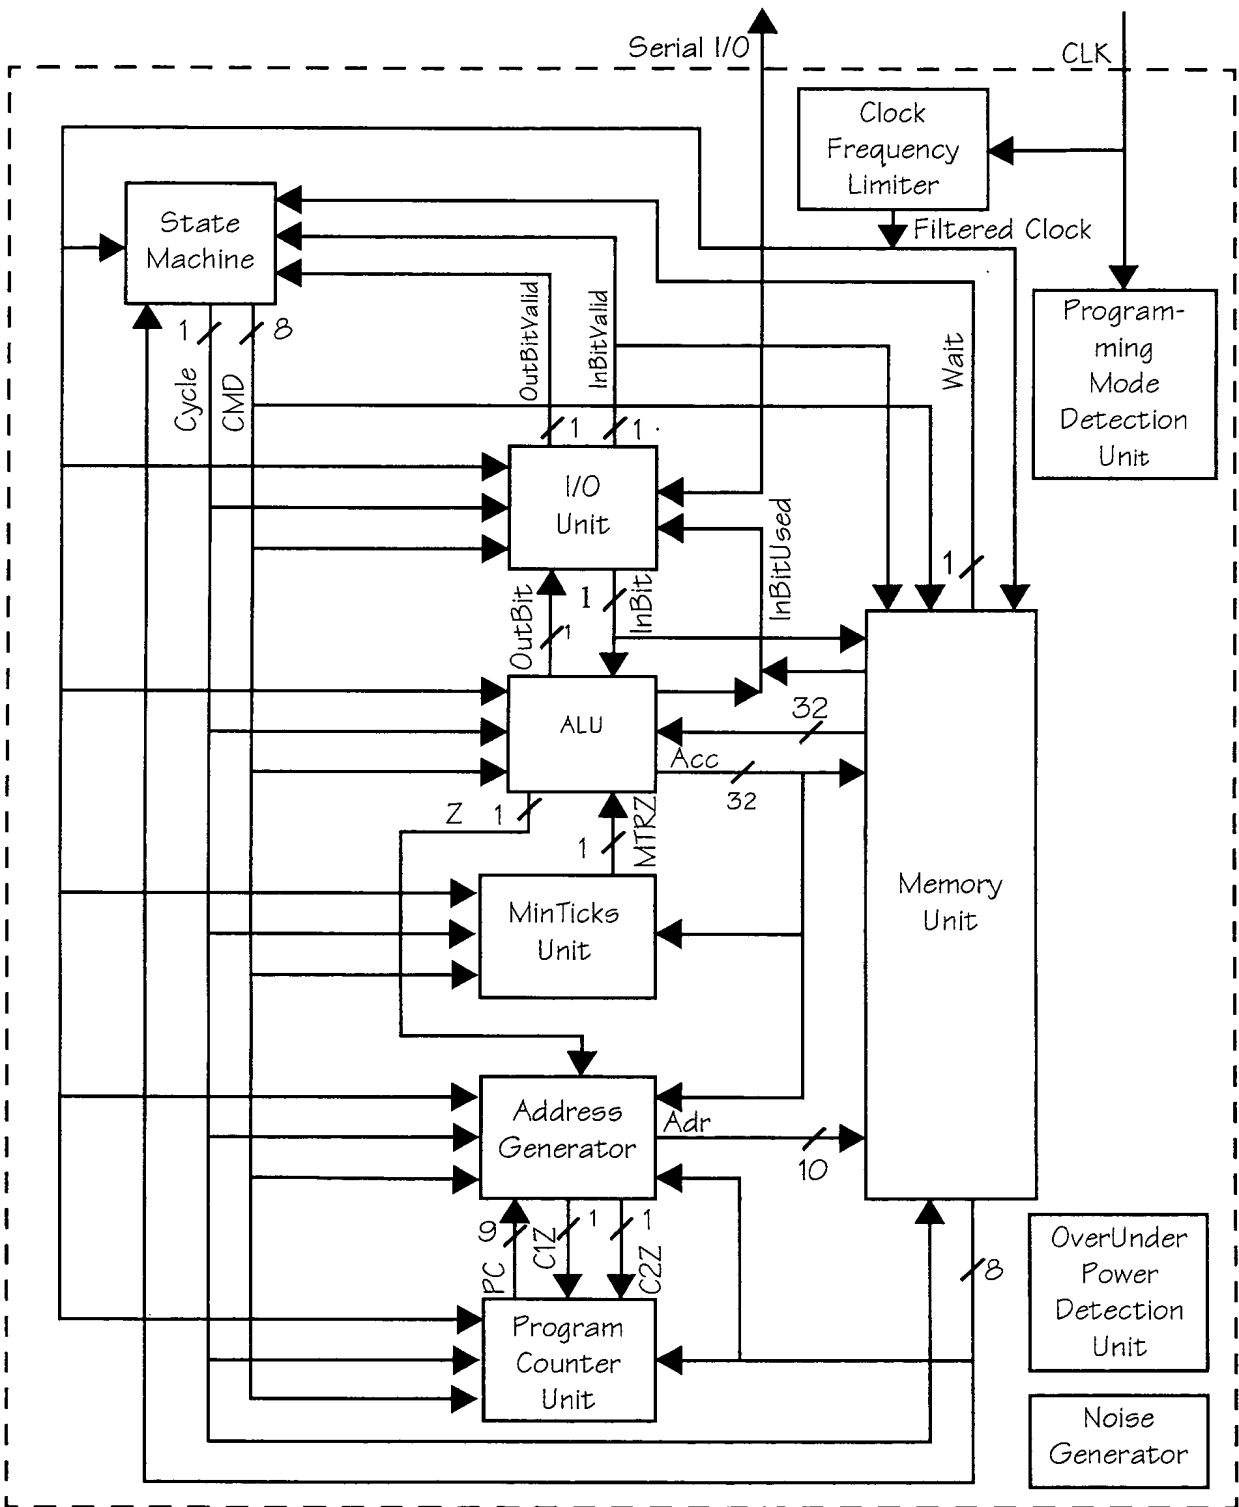 Serial I/O
CLK
Clock
Frequency
Limiter
Filtered Clock
State
Machine
1
8
Cycle
CMD
OutBitValid
InBitValid
Wait
Program-
ming
Mode
Detection
Unit
1
1
I/O
Unit
1
InBitUsed
OutBit
1
1
InBit
ALU
32
Acc
32
Z
1
1
MTRZ
MinTicks
Unit
Memory
Unit
Address
Generator
Adr
10
9
PC
C1Z
1
1
C2Z
8
Program
Counter
Unit
OverUnder
Power
Detection
Unit
Noise
Generator